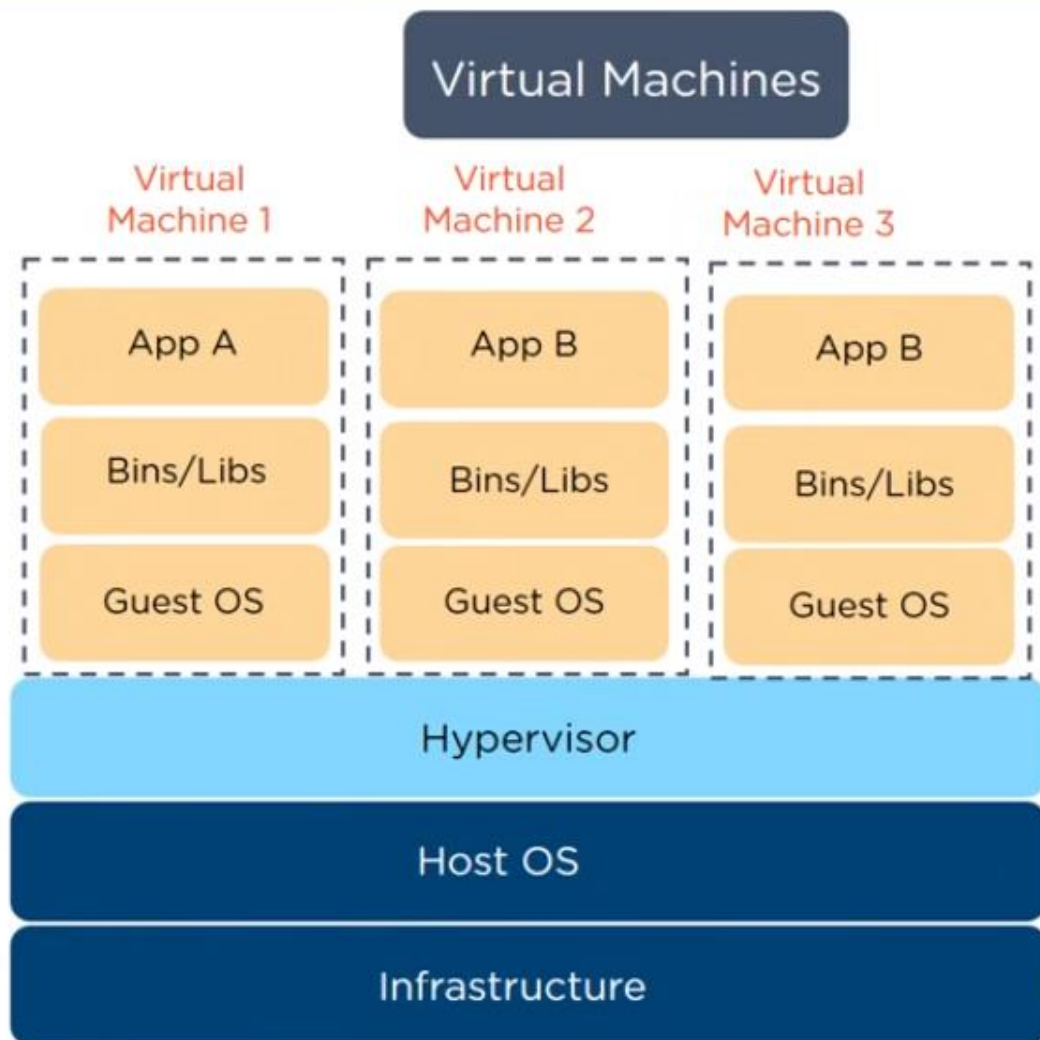 Virtual Machines
Virtual
Machine 1
Virtual
Machine 2
Virtual
Machine 3
App A
App B
App B
Bins/Libs
Bins/Libs
Bins/Libs
Guest OS
Guest OS
Guest OS
Hypervisor
Host OS
Infrastructure